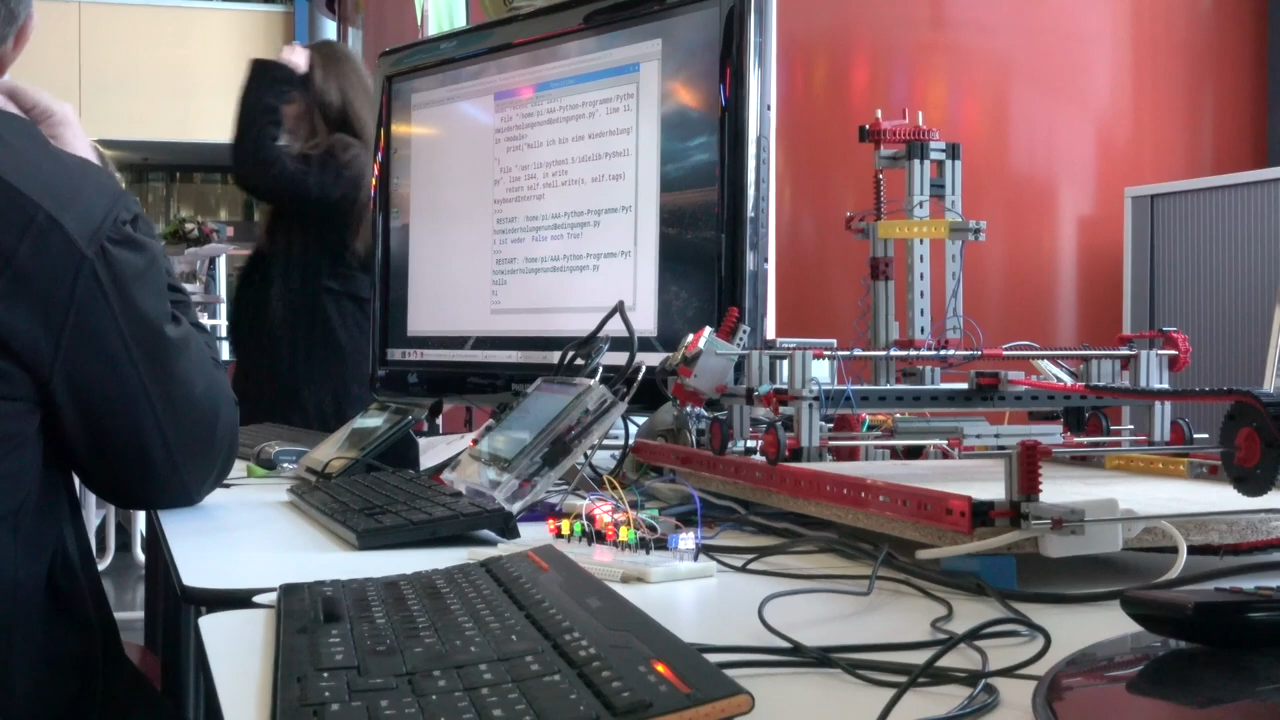 File "/home/pi/AAA-Python-Programme/Pytho
nWiederholungenundBedingungen.py", line 11,
in <module>
print("Hallo ich bin eine Wiederholung!
")
File "/usr/lib/python3.5/idlelib/PyShell.
py", line 1344, in write
return self.shell.write(s, self.tags)
KeyboardInterrupt
>>>
RESTART: /home/pi/AAA-Python-Programme/Pyt
honwiederholungenundBedingungen.py
x ist weder False noch True!
>>>
RESTART: /home/pi/AAA-Python-Programme/Pyt
honwiederholungenundBedingungen.py
hallo
hi
>>>